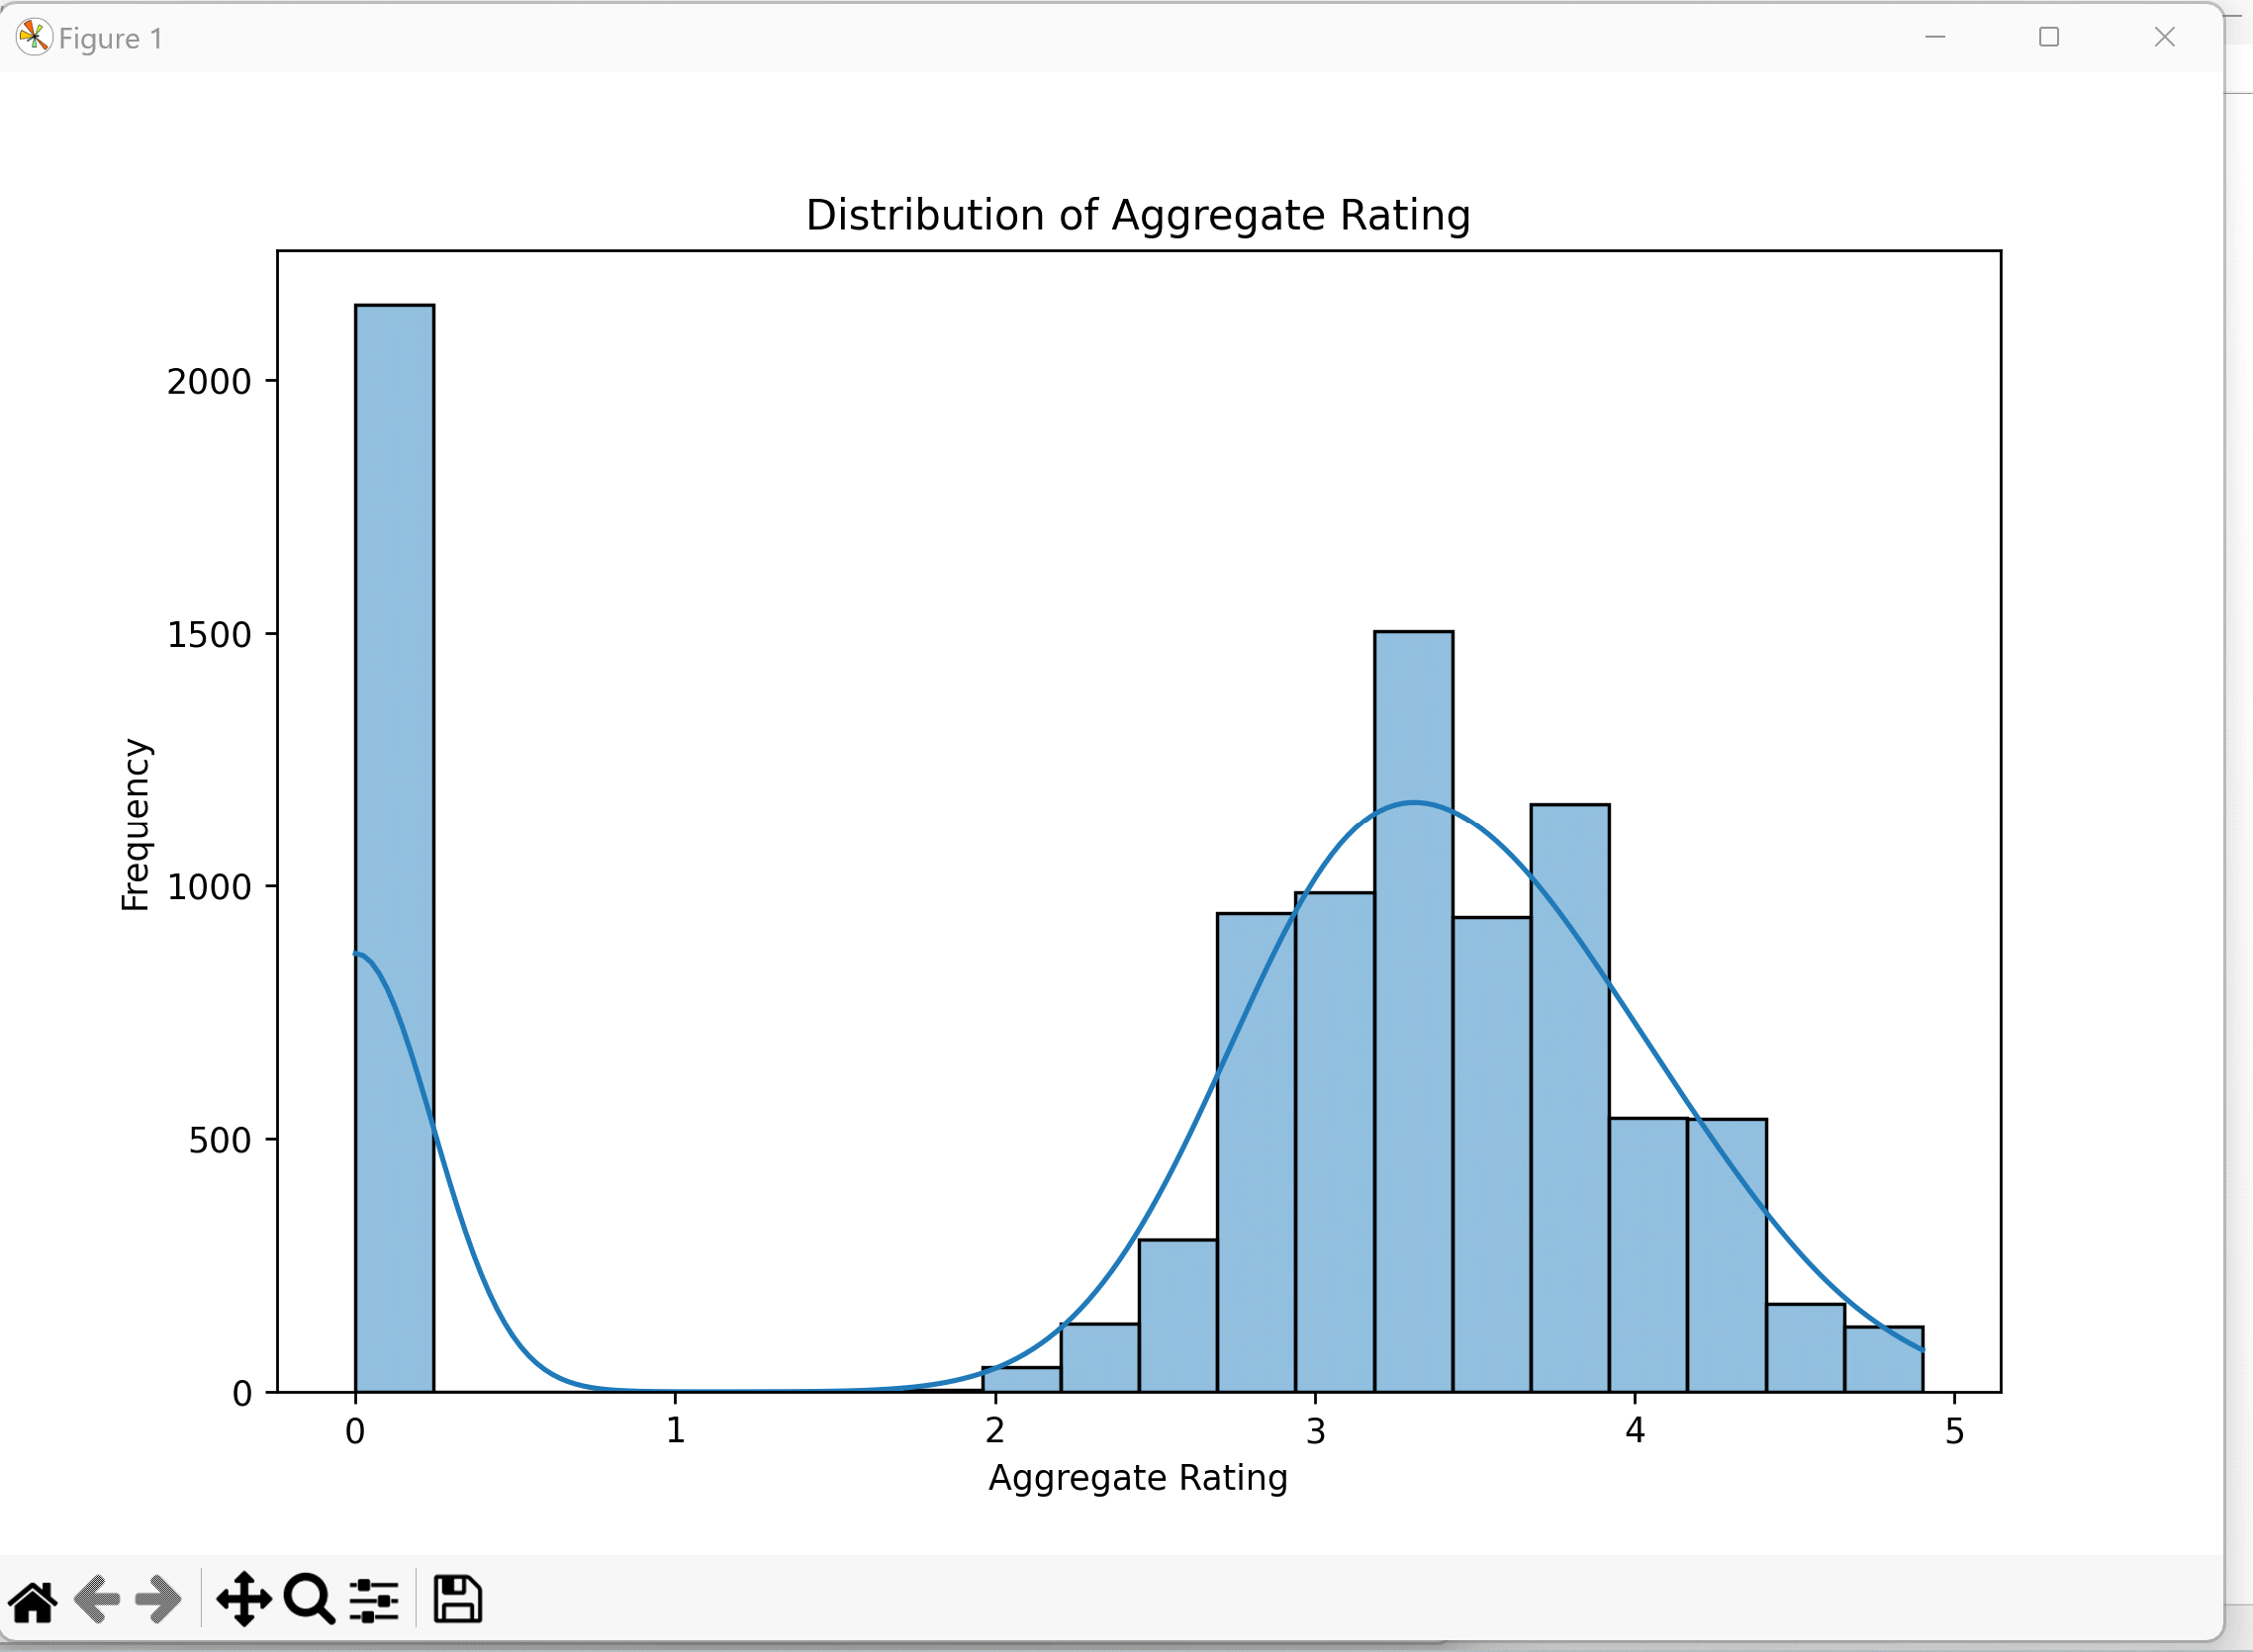 Figure 1
Distribution of Aggregate Rating
2000
1500
1000
500
0
Frequency
0 1 2 3 4 5
Aggregate Rating